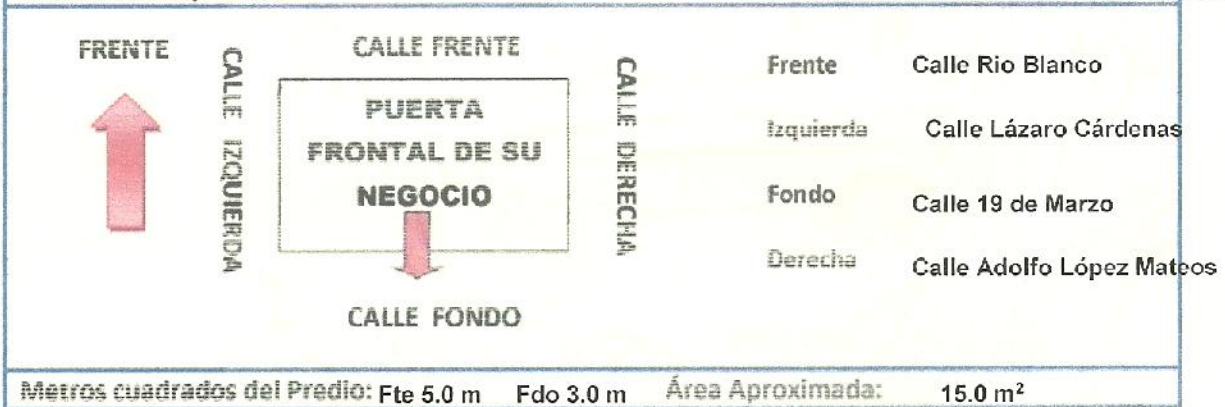 FRENTE
CALLE IZQUIERDA
CALLE FRENTE
PUERTA
FRONTAL DE SU
NEGOCIO
CALLE FONDO
CALLE DERECHA
Frente Calle Rio Blanco
Izquierda Calle Lázaro Cárdenas
Fondo Calle 19 de Marzo
Derecha Calle Adolfo López Mateos
Metros cuadrados del Predio: Fte 5.0 m Fdo 3.0 m Área Aproximada: 15.0 m²